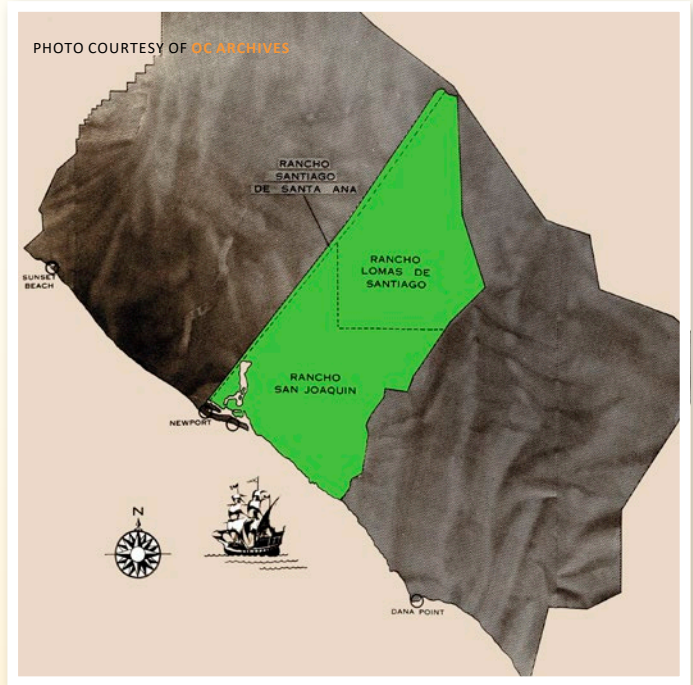 PHOTO COURTESY OF OC ARCHIVES
RANCHO
SANTIAGO
DE SANTA ANA
RANCHO
LOMAS DE
SANTIAGO
SUNSET
BEACH
RANCHO
SAN JOAQUIN
NEWPORT
N
DANA POINT